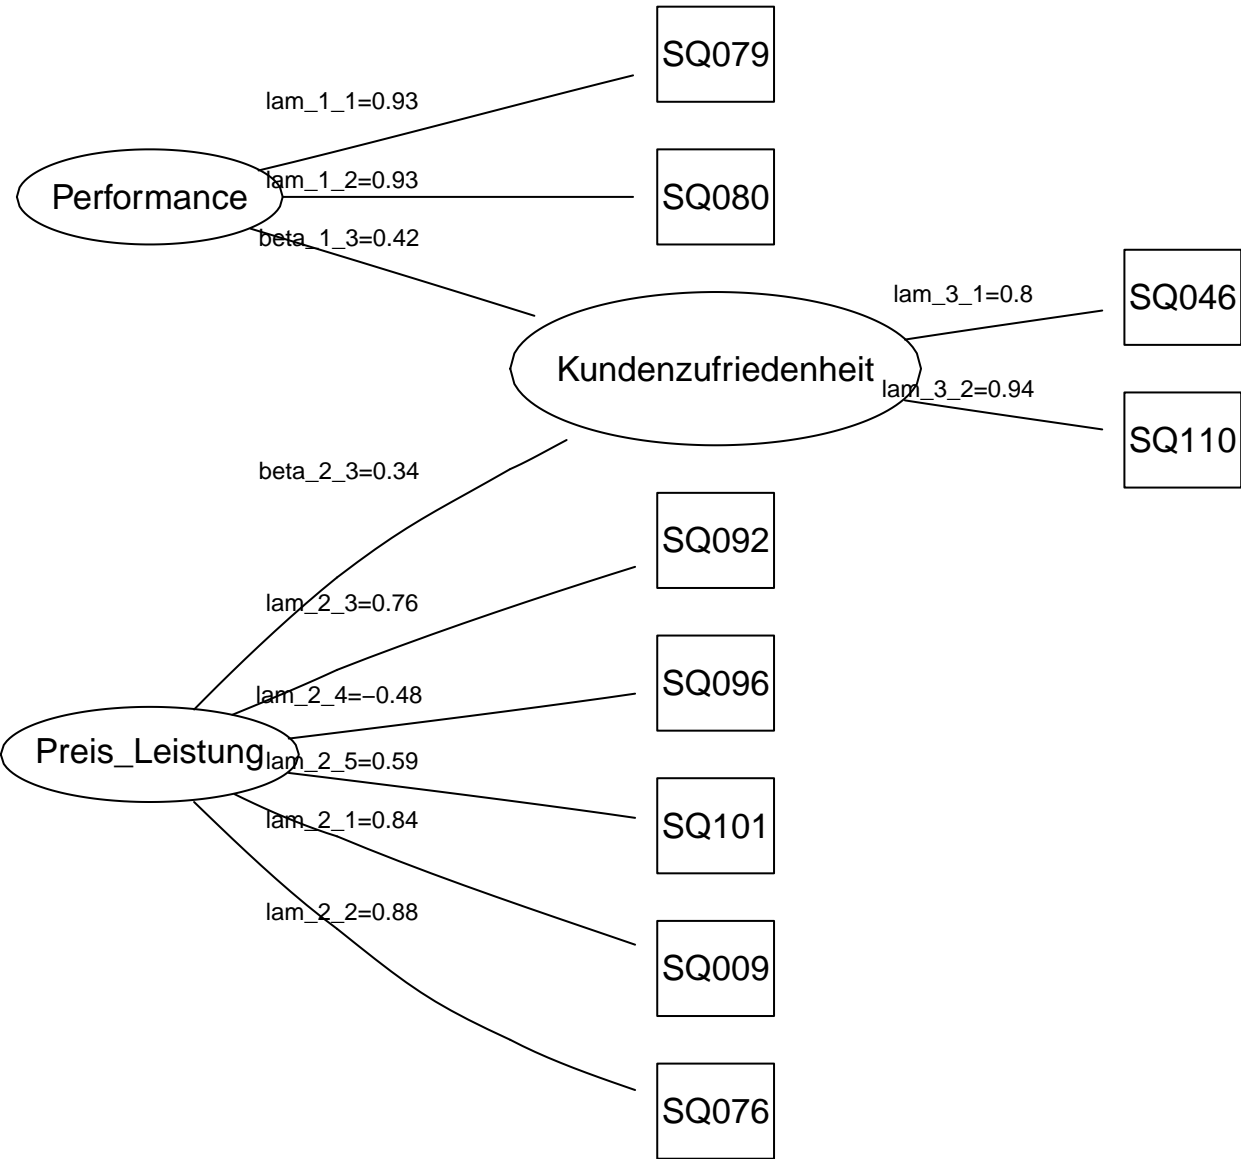 SQ079
lam_1_1=0.93
lam_1_2=0.93
Performance
SQ080
beta_1_3=0.42
lam_3_1=0.8
SQ046
Kundenzufriedenheit
lam_3_2=0.94
SQ110
beta_2_3=0.34
SQ092
lam_2_3=0.76
SQ096
lam_2_4=−0.48
Preis_Leistung
lam_2_5=0.59
SQ101
lam_2_1=0.84
lam_2_2=0.88
SQ009
SQ076